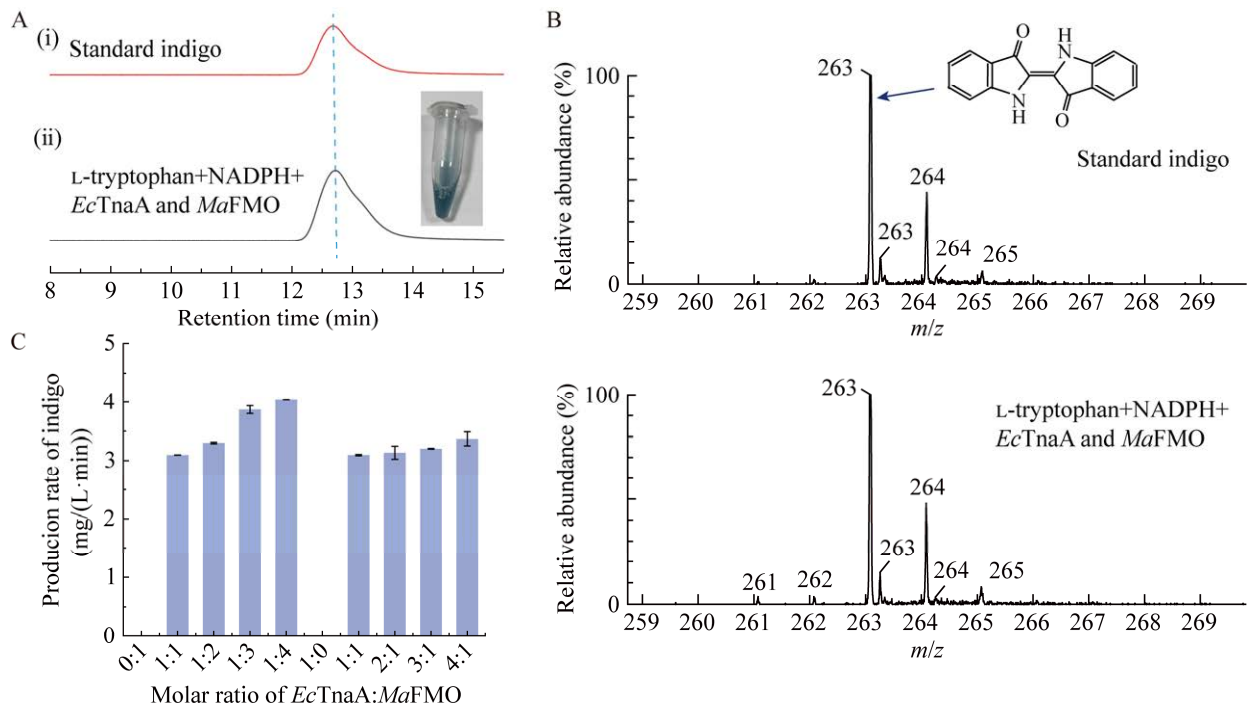 A
(i)
Standard indigo
(ii)
L-tryptophan+NADPH+
EcTnaA and MaFMO
8 9 10 11 12 13 14 15
Retention time (min)
B
Relative abundance (%)
100
50
0
263
O
H
N
N
H
O
Standard indigo
264
263
264
265
259 260 261 262 263 264 265 266 267 268 269
m/z
Relative abundance (%)
100
50
0
263
L-tryptophan+NADPH+
EcTnaA and MaFMO
264
263
264
265
261
262
259 260 261 262 263 264 265 266 267 268 269
m/z
C
Producion rate of indigo
(mg/(L·min))
5
4
3
2
1
0
0:1 1:1 1:2 1:3 1:4 1:0 1:1 2:1 3:1 4:1
Molar ratio of EcTnaA:MaFMO